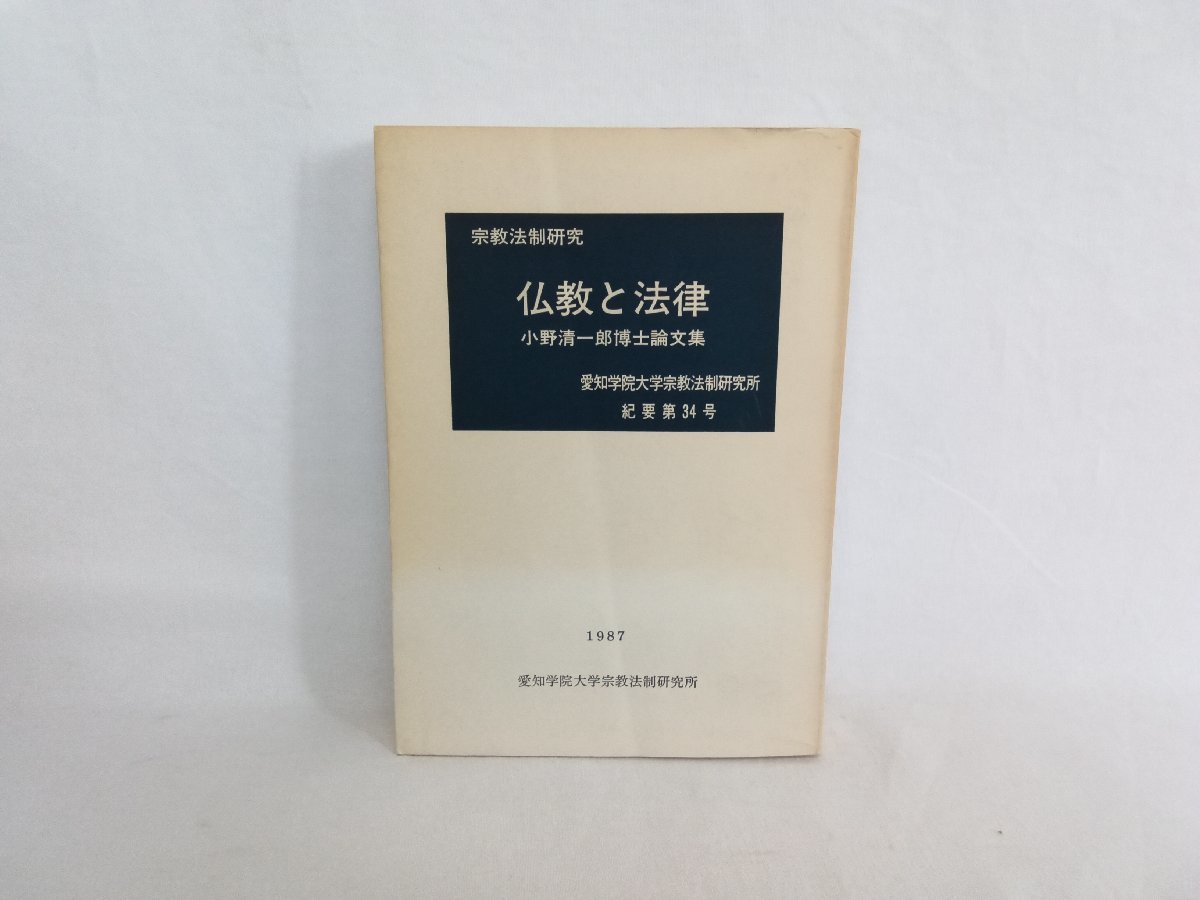 宗教法制研究
仏教と法律
小野清一郎博士論文集
愛知学院大学宗教法制研究所
紀要第34号
1987
愛知学院大学宗教法制研究所